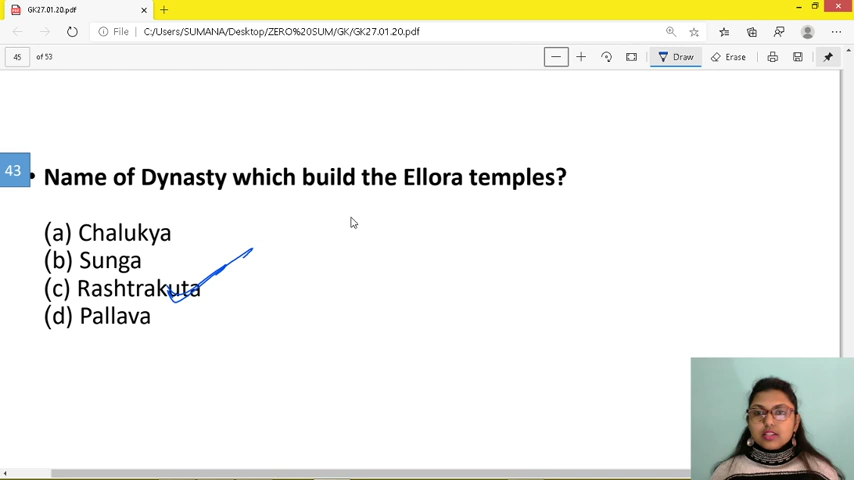 GK27.01.20.pdf
File C:/Users/SUMANA/Desktop/ZERO%20SUM/GK/GK27.01.20.pdf
45 of 53 Draw Erase
43
• Name of Dynasty which build the Ellora temples?
(a) Chalukya
(b) Sunga
(c) Rashtrakuta
(d) Pallava